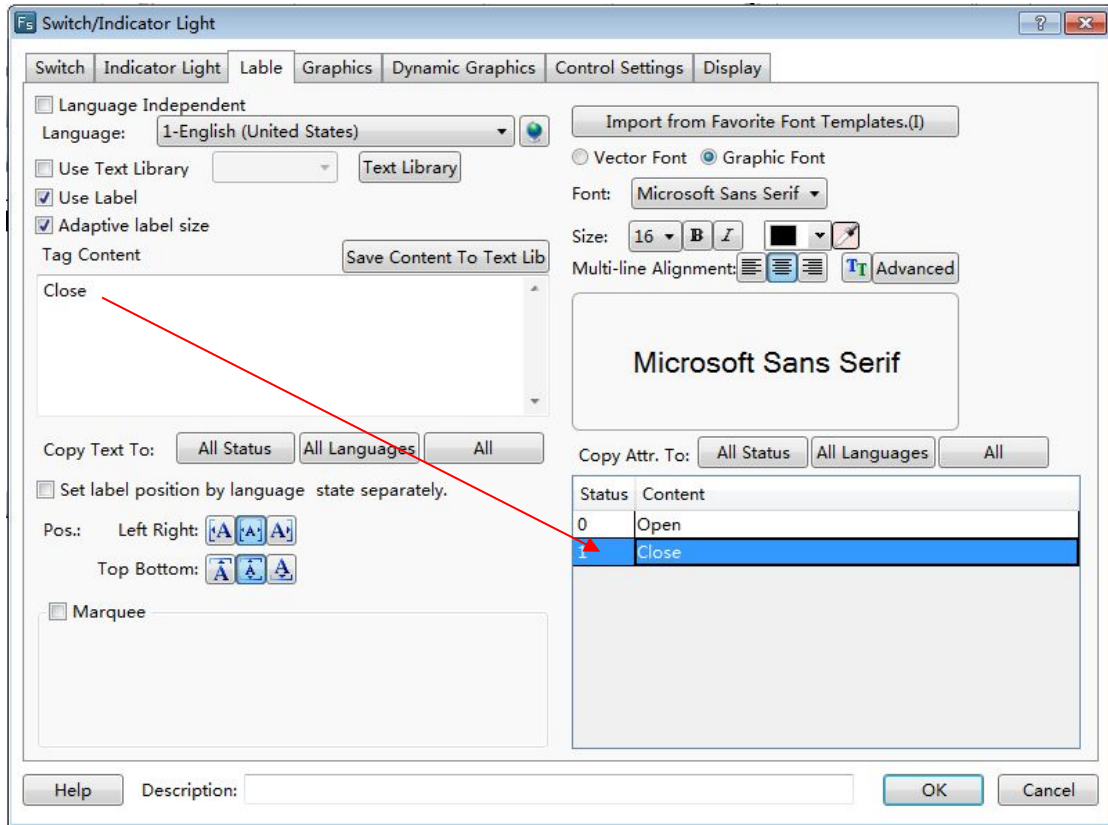 Fs Switch/Indicator Light
Switch Indicator Light Lable Graphics Dynamic Graphics Control Settings Display
Language Independent
Language: 1-English (United States)
Use Text Library Text Library
Use Label
Adaptive label size
Tag Content Save Content To Text Lib
Close
Copy Text To: All Status All Languages All
Set label position by language state separately.
Pos.: Left Right: A A A
Top Bottom: A A A
Marquee
Import from Favorite Font Templates.(I)
Vector Font Graphic Font
Font: Microsoft Sans Serif
Size: 16 B I
Multi-line Alignment: TT Advanced
Microsoft Sans Serif
Copy Attr. To: All Status All Languages All
Status Content
0 Open
1 Close
Help Description: OK Cancel